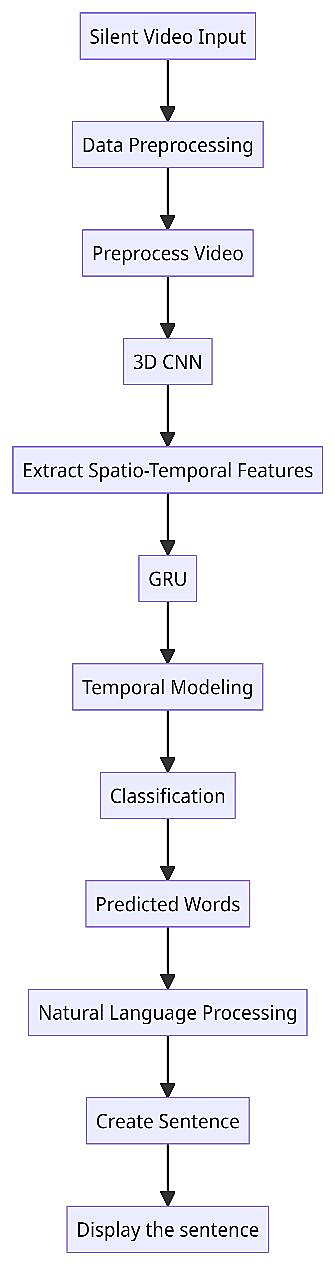 Silent Video Input
Data Preprocessing
Preprocess Video
3D CNN
Extract Spatio-Temporal Features
GRU
Temporal Modeling
Classification
Predicted Words
Natural Language Processing
Create Sentence
Display the sentence